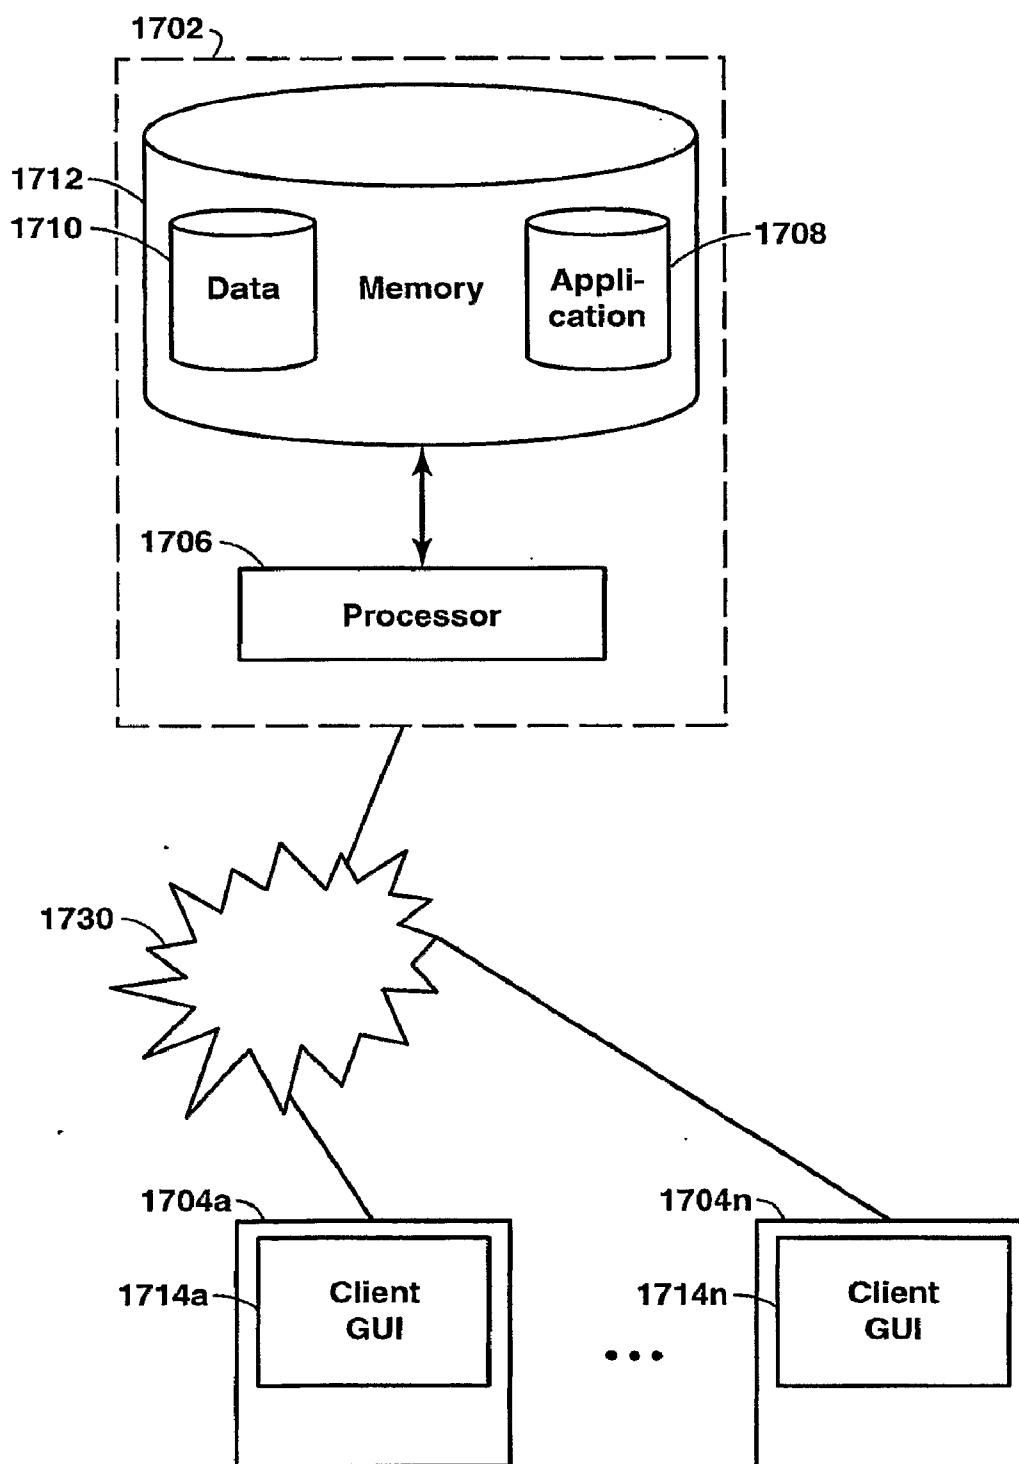 1702
1712
1710
1708
Data
Memory
Appli-
cation
1706
Processor
1730
1704a
1704n
1714a
Client
GUI
1714n
Client
GUI